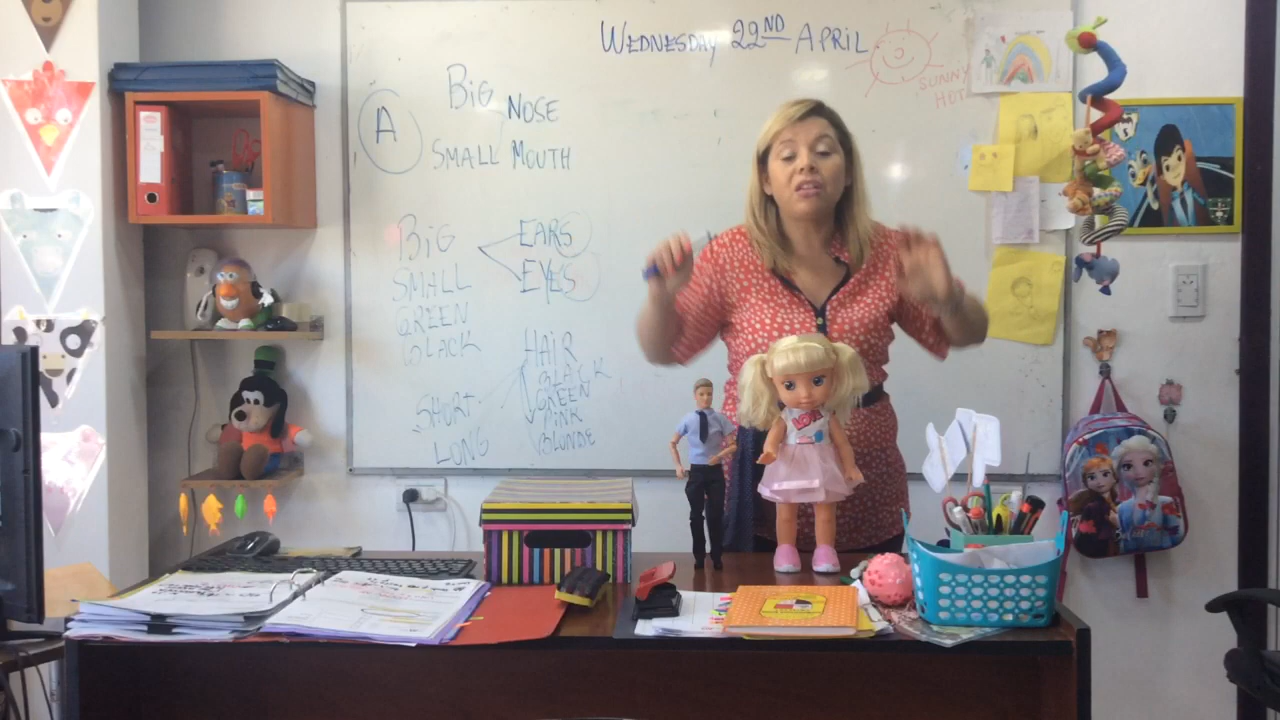 WEDNESDAY 22ND APRIL
SUNNY
HOT
A
BiG
NOSE
SMALL MOUTH
BiG
SMALL
GREEN
BLACK
EARS
EYES
SHORT
LONG
HAIR
BLACK
GREEN
PINK
BLONDE